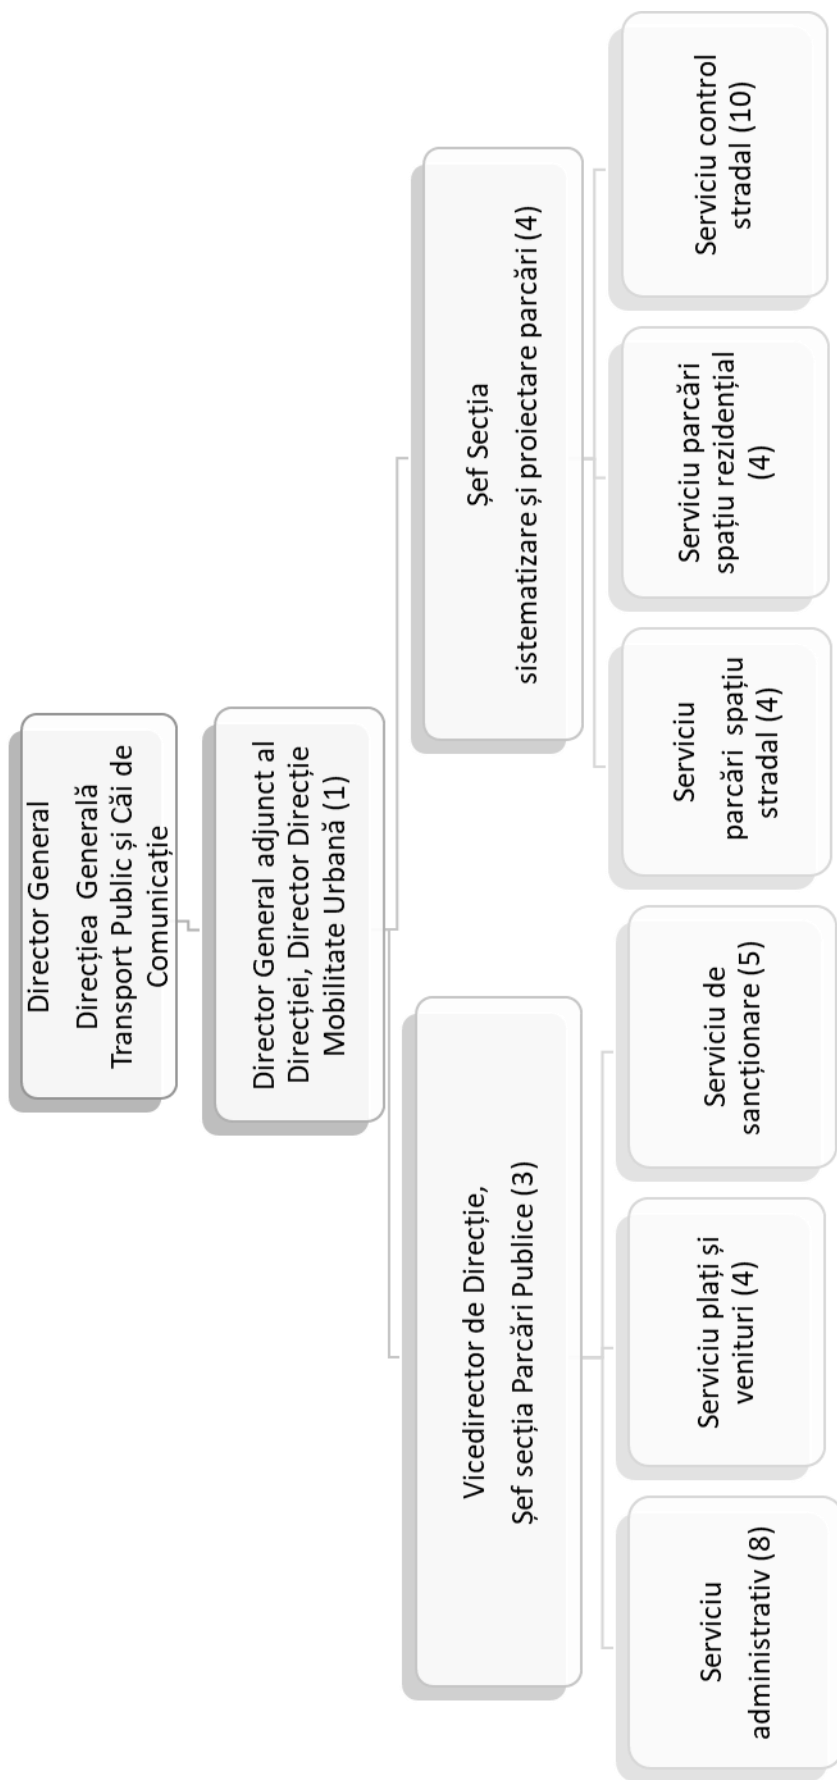 Director General
Direcțiea Generală
Transport Public și Căi de
Comunicație
Director General adjunct al
Direcției, Director Direcție
Mobilitate Urbană (1)
Vicedirector de Direcție,
Șef secția Parcări Publice (3)
Șef Secția
sistematizare și proiectare parcări (4)
Serviciu
administrativ (8)
Serviciu plați și
venituri (4)
Serviciu de
sancționare (5)
Serviciu
parcări spațiu
stradal (4)
Serviciu parcări
spațiu rezidențial
(4)
Serviciu control
stradal (10)